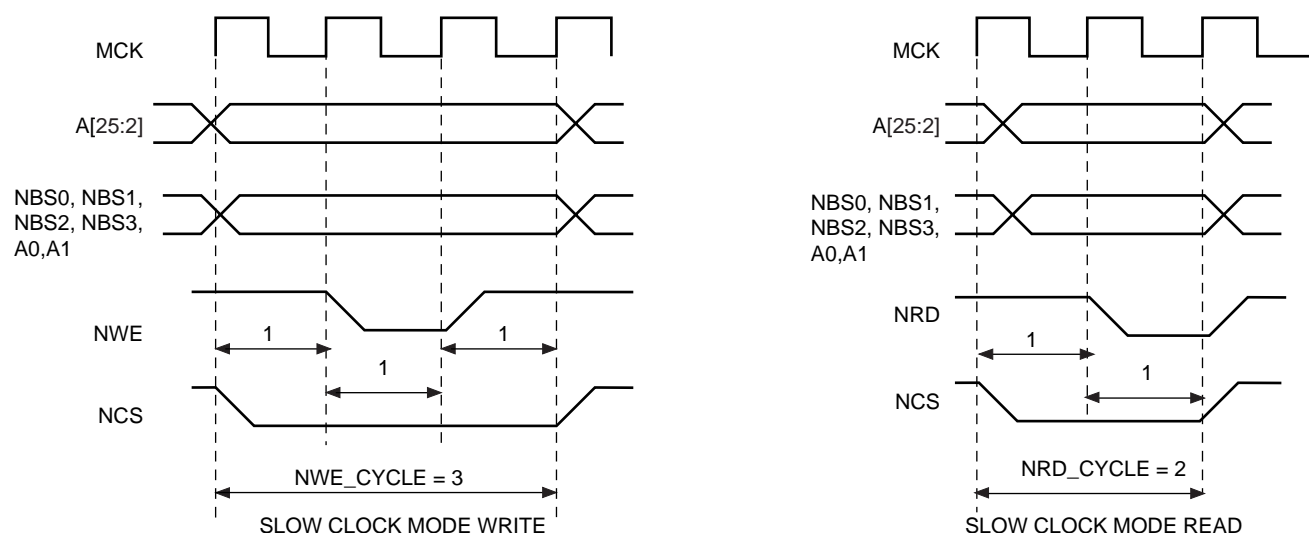 MCK
A[25:2]
NBS0, NBS1,
NBS2, NBS3,
A0,A1
NWE
1
1
1
NCS
NWE_CYCLE = 3
SLOW CLOCK MODE WRITE
MCK
A[25:2]
NBS0, NBS1,
NBS2, NBS3,
A0,A1
NRD
1
1
NCS
NRD_CYCLE = 2
SLOW CLOCK MODE READ